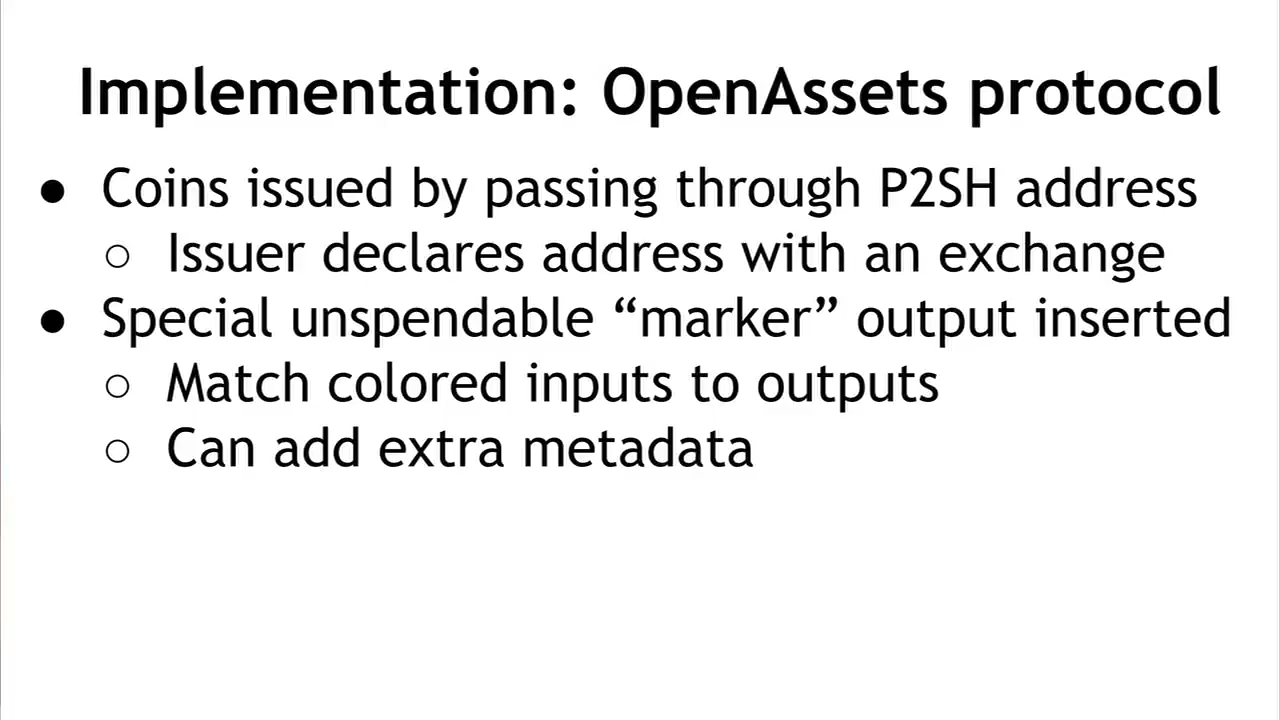 Implementation: OpenAssets protocol
● Coins issued by passing through P2SH address
○ Issuer declares address with an exchange
● Special unspendable “marker” output inserted
○ Match colored inputs to outputs
○ Can add extra metadata